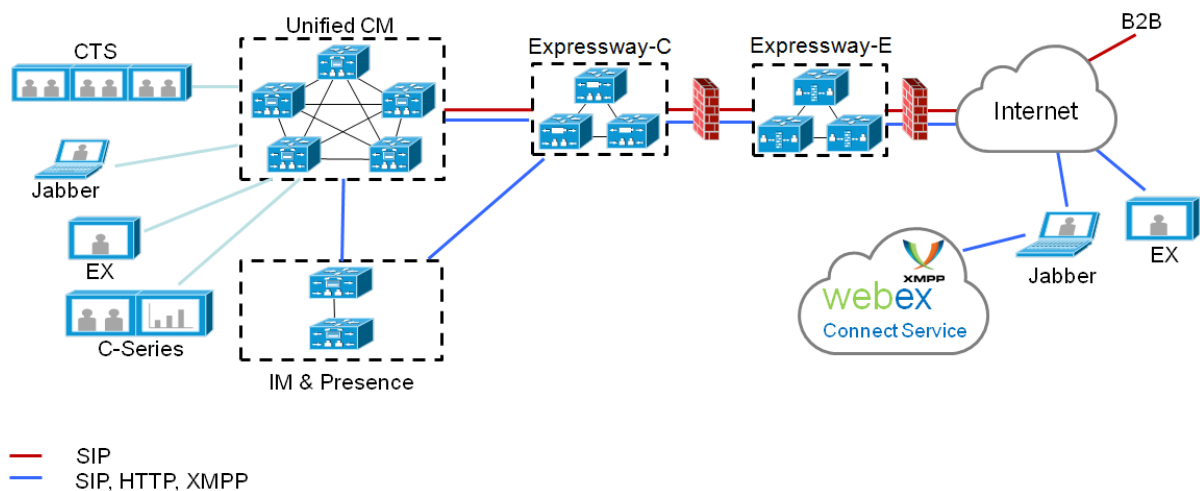 Unified CM
CTS
Expressway-C
Expressway-E
B2B
Internet
Jabber
EX
C-Series
IM & Presence
XMPP
webex
Connect Service
Jabber
EX
SIP
SIP, HTTP, XMPP